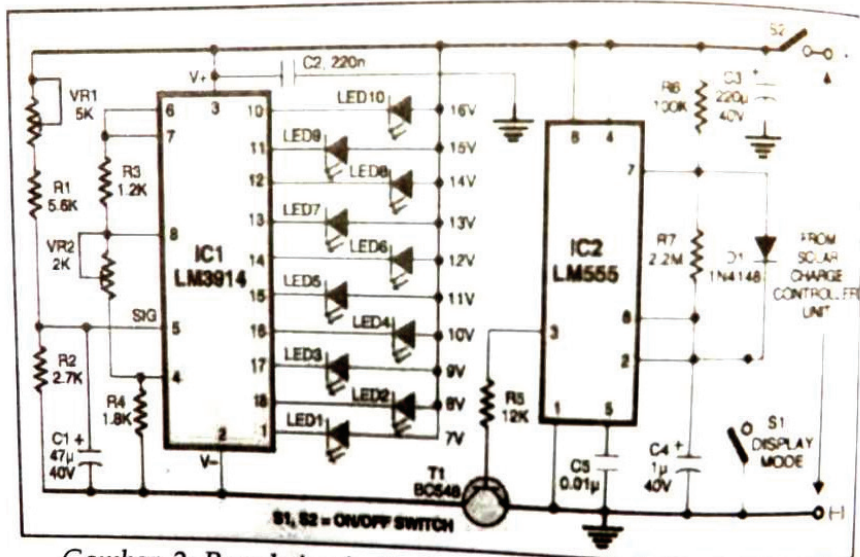 S2
C2, 220n
V+
VR1
5K
R1
5.6K
R3
1.2K
VR2
2K
SIG
R2
2.7K
R4
1.8K
C1 +
47µ
40V
6
7
8
5
4
3
IC1
LM3914
2
V–
10
11
12
13
14
15
16
17
18
1
LED10
LED9
LED8
LED7
LED6
LED5
LED4
LED3
LED2
LED1
16V
15V
14V
13V
12V
11V
10V
9V
8V
7V
T1
BC548
R5
12K
8
4
7
IC2
LM555
3
6
2
1
5
R6
100K
C3 +
220µ
40V
R7
2.2M
D1
1N4148
FROM
SOLAR
CHARGE
CONTROLLER
UNIT
C5
0.01µ
C4 +
1µ
40V
S1
DISPLAY
MODE
(–)
S1, S2 = ON/OFF SWITCH
Gambar 2.